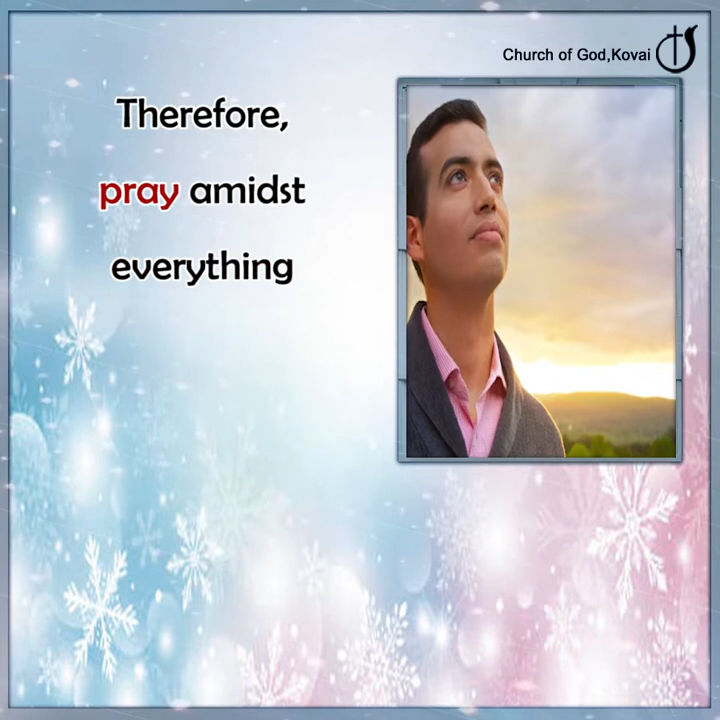 Church of God,Kovai
Therefore,
pray amidst
everything